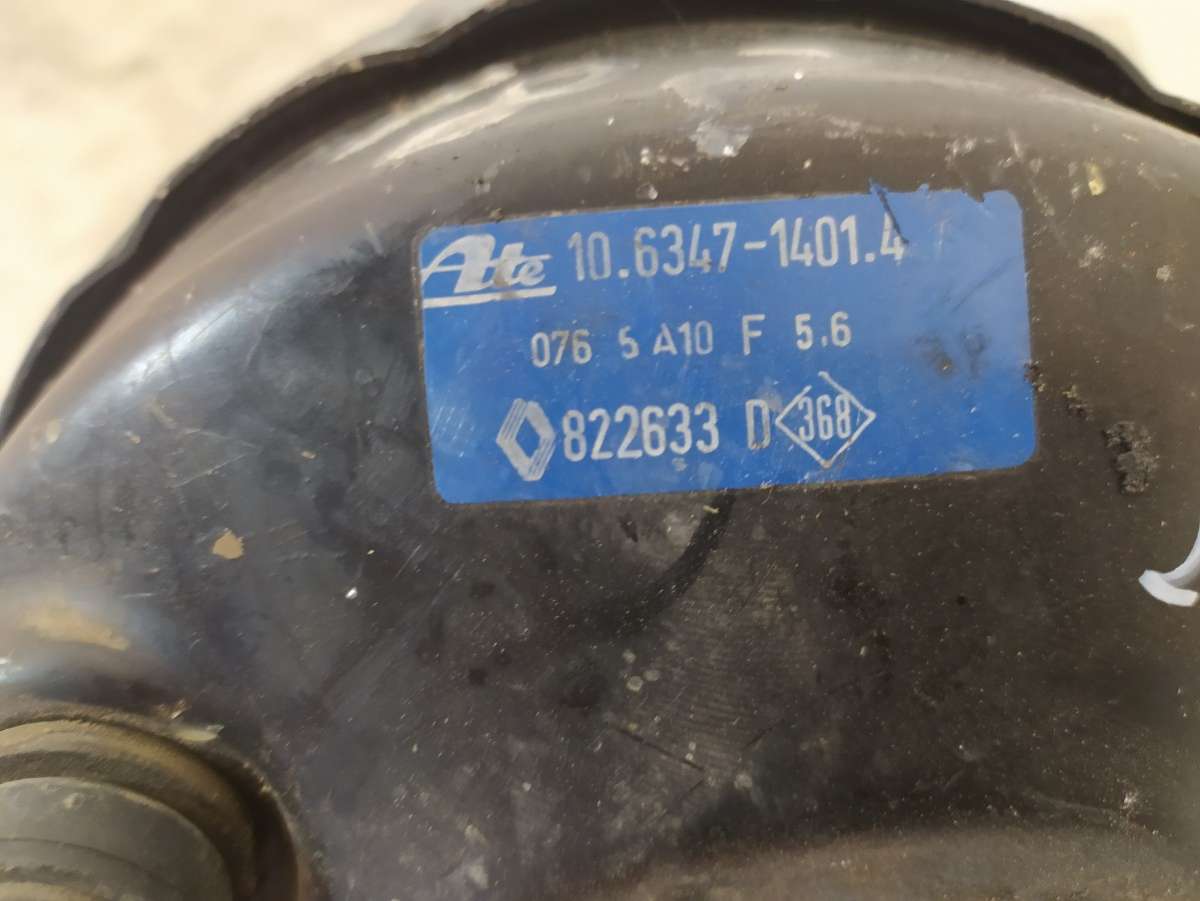 Ate 10.6347-1401.4
076 5 A10 F 5.6
822633 D 368